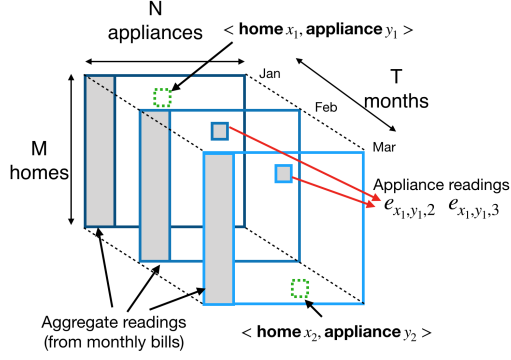 N
appliances
< home x₁, appliance y₁ >
Jan
T
months
Feb
Mar
M
homes
Appliance readings
eₓ₁,y₁,₂ eₓ₁,y₁,₃
Aggregate readings
(from monthly bills)
< home x₂, appliance y₂ >